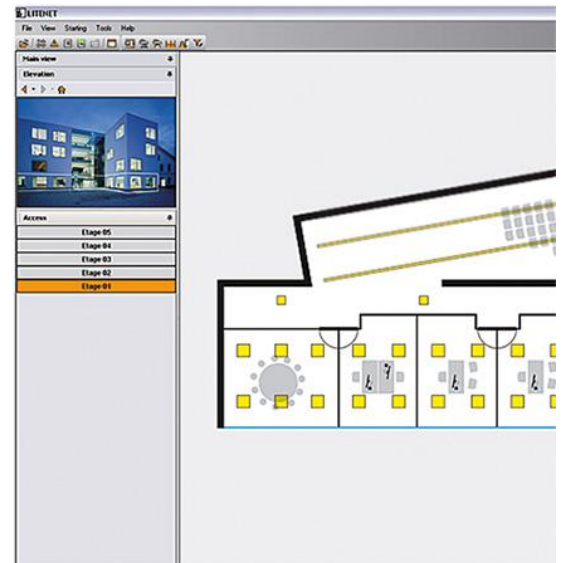 LITENET
File View Starting Tools Help
Main view
Elevation
Access
Etage 05
Etage 04
Etage 03
Etage 02
Etage 01